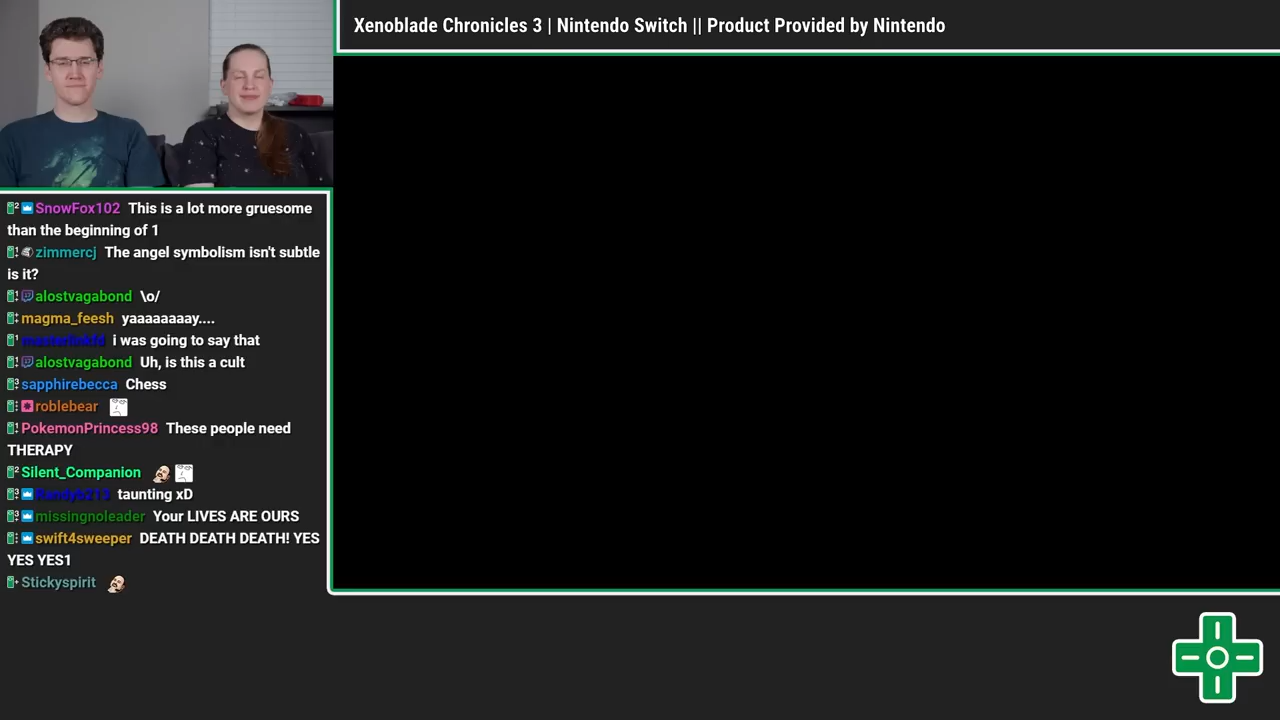 Xenoblade Chronicles 3 | Nintendo Switch || Product Provided by Nintendo
SnowFox102 This is a lot more gruesome
than the beginning of 1
zimmercj The angel symbolism isn't subtle
is it?
alostvagabond \o/
magma_feesh yaaaaaaay....
i was going to say that
alostvagabond Uh, is this a cult
sapphirebecca Chess
roblebear
PokemonPrincess98 These people need
THERAPY
Silent_Companion
taunting xD
missingnoleader Your LIVES ARE OURS
swift4sweeper DEATH DEATH DEATH! YES
YES YES1
Stickyspirit